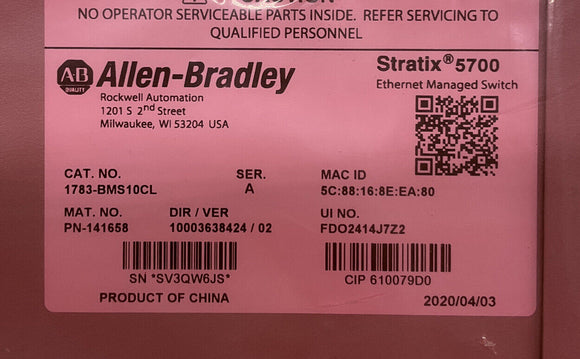 CAUTION
NO OPERATOR SERVICEABLE PARTS INSIDE. REFER SERVICING TO
QUALIFIED PERSONNEL
AB QUALITY Allen-Bradley
Rockwell Automation
1201 S 2nd Street
Milwaukee, WI 53204 USA
Stratix® 5700
Ethernet Managed Switch
CAT. NO. SER. MAC ID
1783-BMS10CL A 5C:88:16:8E:EA:80
MAT. NO. DIR / VER UI NO.
PN-141658 10003638424 / 02 FDO2414J7Z2
SN *SV3QW6JS* CIP 610079D0
PRODUCT OF CHINA 2020/04/03